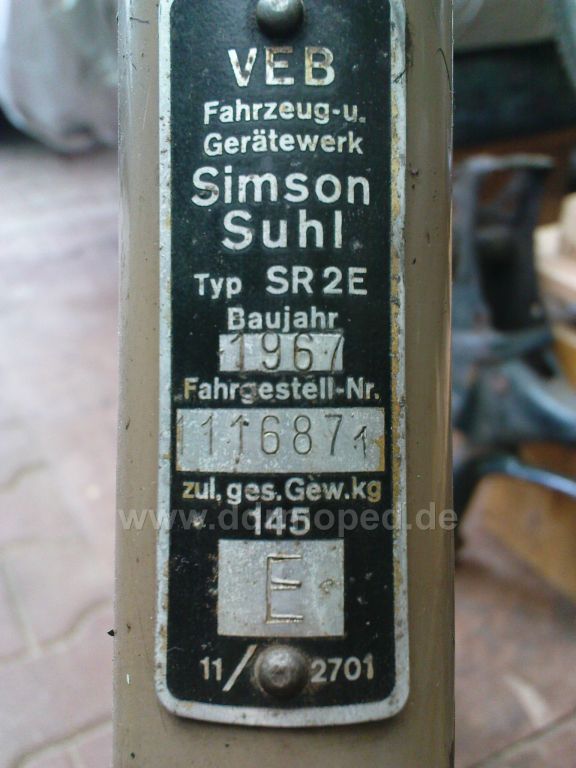 VEB
Fahrzeug-u.
Gerätewerk
Simson
Suhl
Typ SR2E
Baujahr
1967
Fahrgestell-Nr.
1116871
zul. ges. Gew. kg
www.ddrmoped.de
145
E
11/ 2701